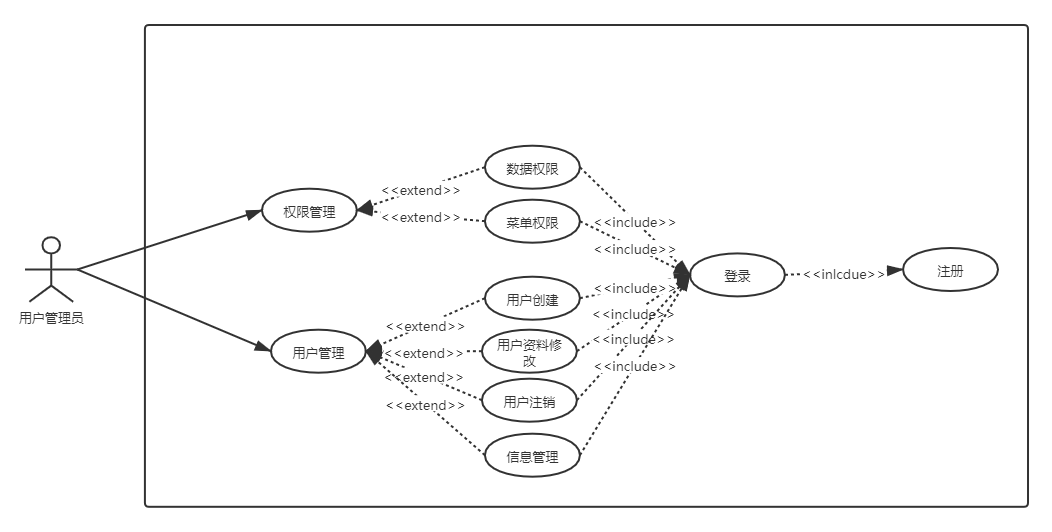 数据权限
<<extend>>
权限管理
<<extend>>
菜单权限
<<include>>
<<include>>
登录
<<inlcdue>>
注册
用户管理员
用户创建
<<include>>
<<include>>
<<extend>>
用户管理
<<extend>>
用户资料修
改
<<include>>
<<include>>
<<extend>>
用户注销
<<extend>>
信息管理